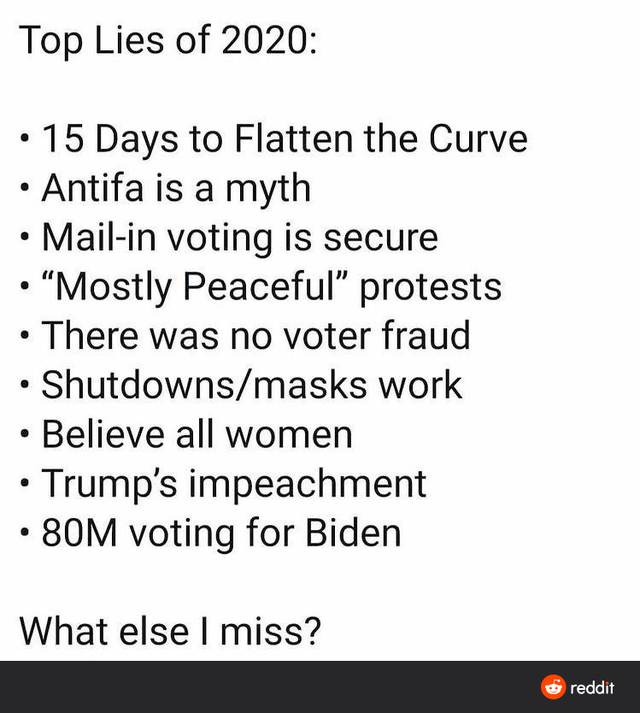 Top Lies of 2020:
• 15 Days to Flatten the Curve
• Antifa is a myth
• Mail-in voting is secure
• “Mostly Peaceful” protests
• There was no voter fraud
• Shutdowns/masks work
• Believe all women
• Trump’s impeachment
• 80M voting for Biden
What else I miss?
reddit